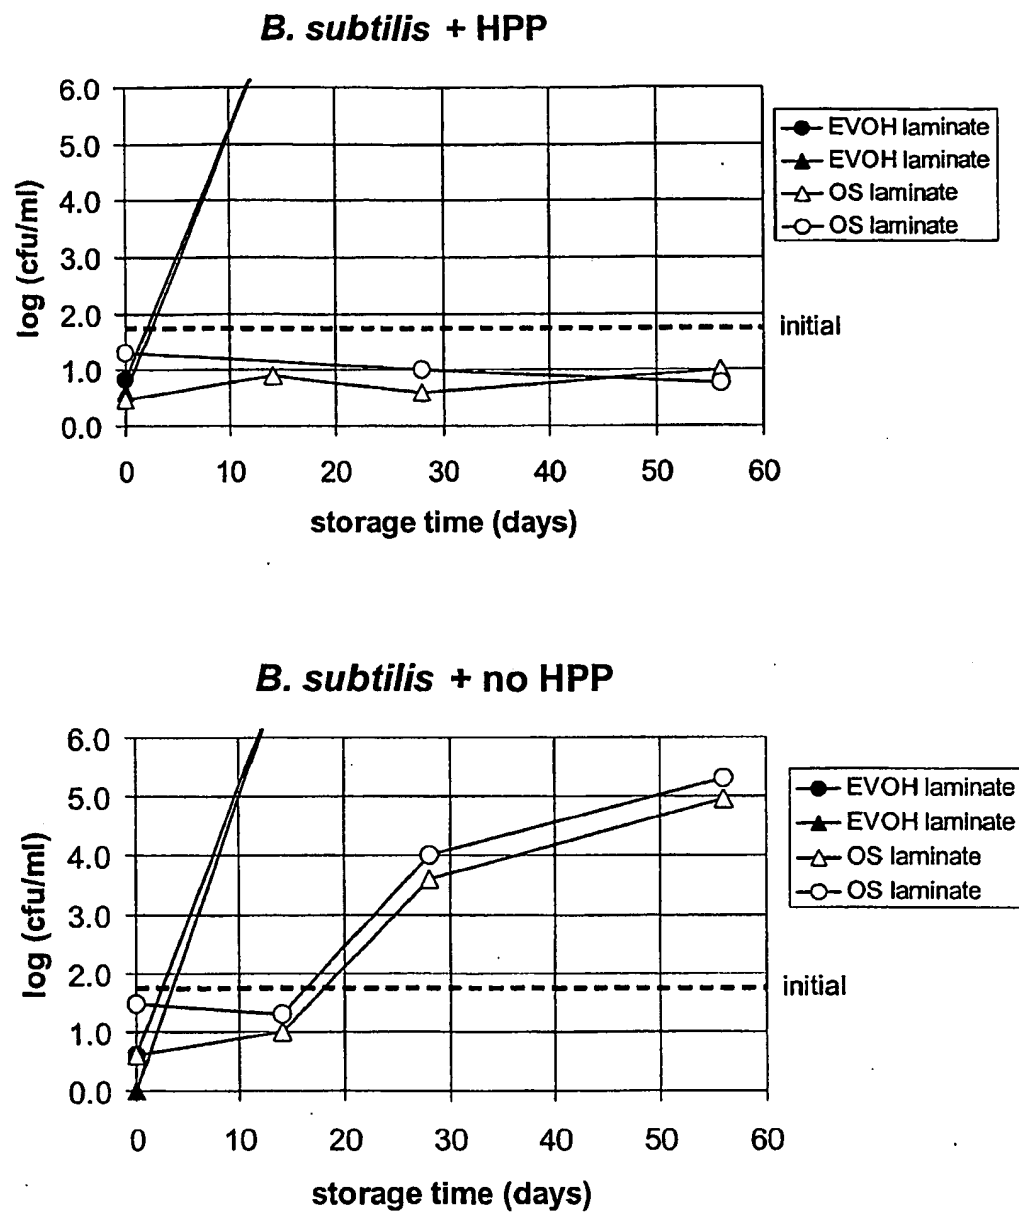 B. subtilis + HPP
6.0
5.0
4.0
3.0
2.0
1.0
0.0
log (cfu/ml)
EVOH laminate
EVOH laminate
OS laminate
OS laminate
initial
0 10 20 30 40 50 60
storage time (days)
B. subtilis + no HPP
6.0
5.0
4.0
3.0
2.0
1.0
0.0
log (cfu/ml)
EVOH laminate
EVOH laminate
OS laminate
OS laminate
initial
0 10 20 30 40 50 60
storage time (days)